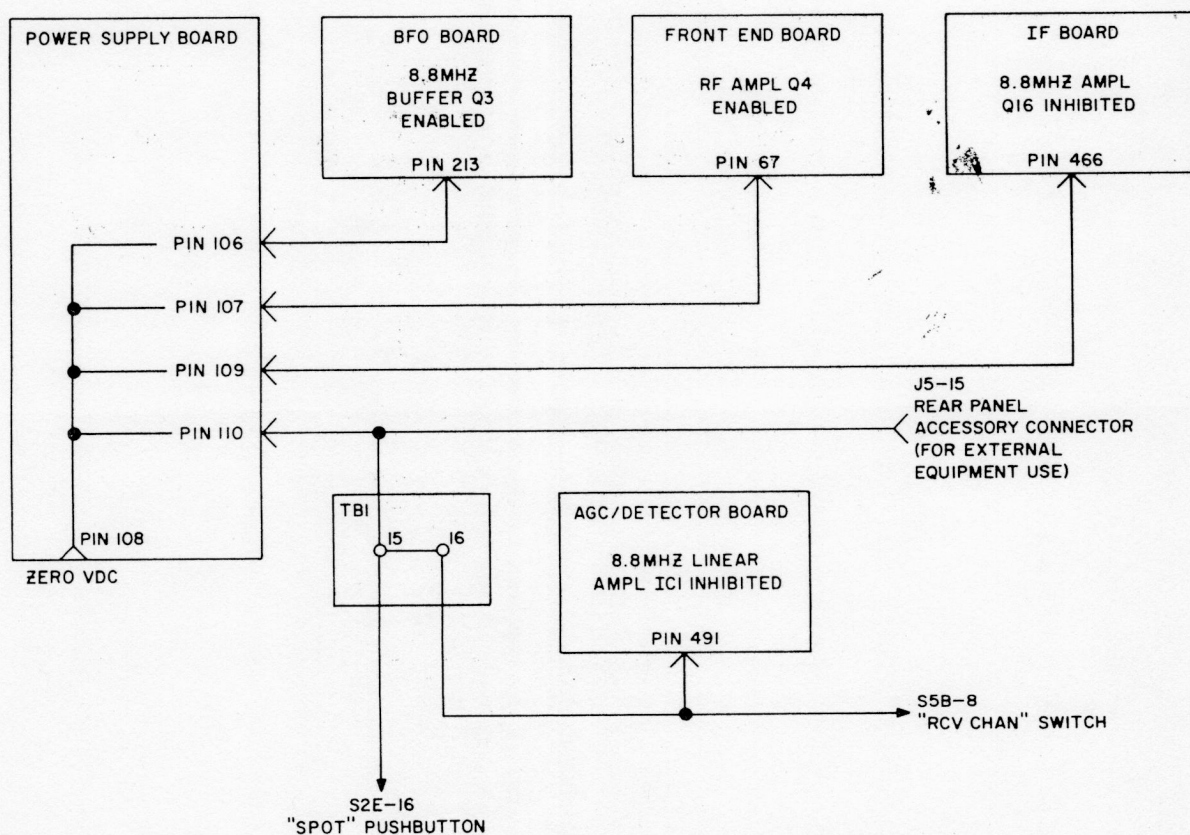 POWER SUPPLY BOARD
BFO BOARD
8.8MHZ
BUFFER Q3
ENABLED
PIN 213
FRONT END BOARD
RF AMPL Q4
ENABLED
PIN 67
IF BOARD
8.8MHZ AMPL
Q16 INHIBITED
PIN 466
PIN 106
PIN 107
PIN 109
PIN 110
PIN 108
ZERO VDC
J5-15
REAR PANEL
ACCESSORY CONNECTOR
(FOR EXTERNAL
EQUIPMENT USE)
TB1
15
16
AGC/DETECTOR BOARD
8.8MHZ LINEAR
AMPL IC1 INHIBITED
PIN 491
S5B-8
"RCV CHAN" SWITCH
S2E-16
"SPOT" PUSHBUTTON